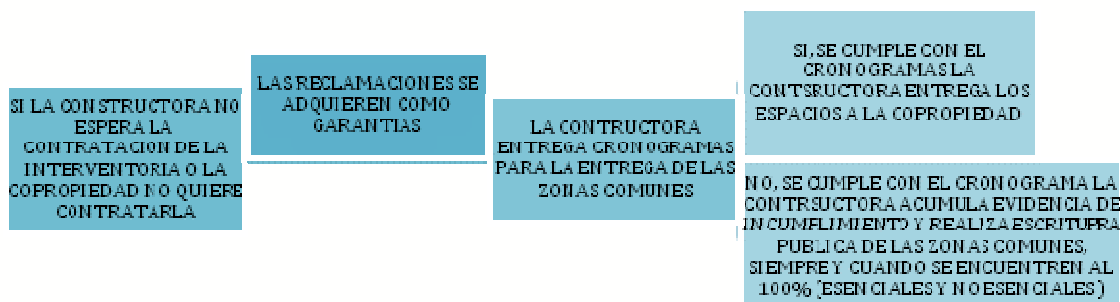 SI LA CONSTRUCTORA NO
ESPERA LA
CONTRATACION DE LA
INTERVENTORIA O LA
COPROPIEDAD NO QUIERE
CONTRATARLA
LAS RECLAMACIONES SE
ADQUIEREN COMO
GARANTIAS
LA CONTRUCTORA
ENTREGA CRONOGRAMAS
PARA LA ENTREGA DE LAS
ZONAS COMUNES
SI, SE CUMPLE CON EL
CRONOGRAMAS LA
CONTSRUCTORA ENTREGA LOS
ESPACIOS A LA COPROPIEDAD
NO, SE CUMPLE CON EL CRONOGRAMA LA
CONTRSUCTORA ACUMULA EVIDENCIA DE
INCUMPLIMIENTO Y REALIZA ESCRITUPRA
PUBLICA DE LAS ZONAS COMUNES,
SIEMPRE Y CUANDO SE ENCUENTREN AL
100% (ESENCIALES Y NO ESENCIALES)